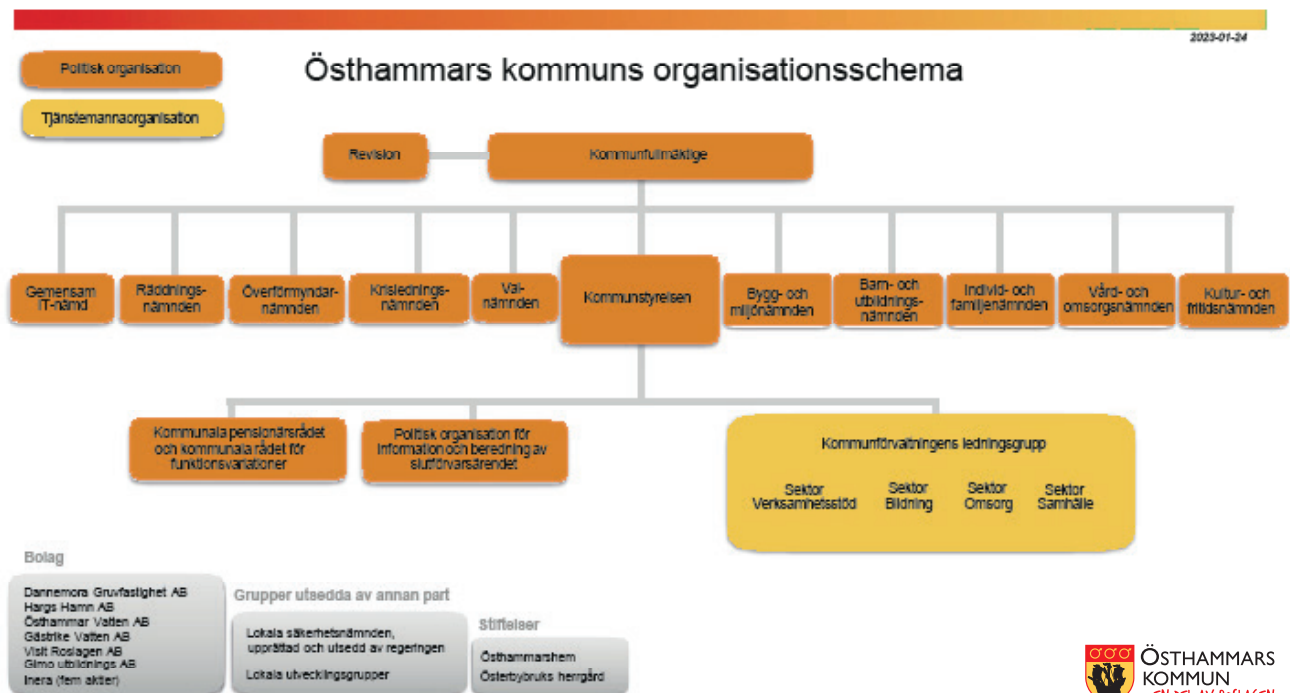 2023-01-24
Politisk organisation
Östhammars kommuns organisationsschema
Tjänstemannaorganisation
Revision
Kommunfullmäktige
Gemensam
IT-nämd
Räddnings-
nämnden
Överförmyndar-
nämnden
Krislednings-
nämnden
Val-
nämnden
Kommunstyrelsen
Bygg- och
miljönämnden
Barn- och
utbildnings-
nämnden
Individ- och
familjenämnden
Vård- och
omsorgsnämnden
Kultur- och
fritidsnämnden
Kommunala pensionärsrådet
och kommunala rådet för
funktionsvariationer
Politisk organisation för
information och beredning av
slutförvarsärendet
Kommunförvaltningens ledningsgrupp
Sektor
Verksamhetsstöd
Sektor
Bildning
Sektor
Omsorg
Sektor
Samhälle
Bolag
Dannemora Gruvfastighet AB
Hargs Hamn AB
Östhammar Vatten AB
Gästrike Vatten AB
Visit Roslagen AB
Gimo utbildnings AB
Inera (fem aktier)
Grupper utsedda av annan part
Lokala säkerhetsnämnden,
upprättad och utsedd av regeringen
Lokala utvecklingsgrupper
Stiftelser
Östhammarshem
Österbybruks herrgård
ÖSTHAMMARS
KOMMUN
EN DEL AV ROSLAGEN